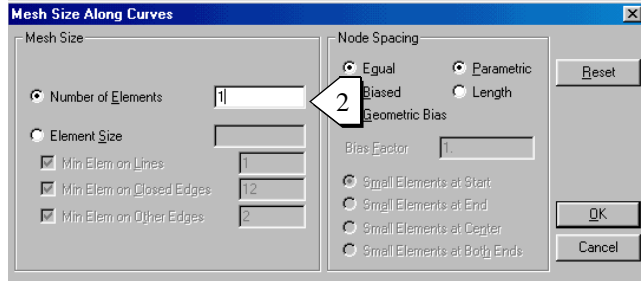 Mesh Size Along Curves
Mesh Size
Number of Elements 1
Element Size
Min Elem on Lines 1
Min Elem on Closed Edges 12
Min Elem on Other Edges 2
2
Node Spacing
Equal Parametric
Biased Length
Geometric Bias
Bias Factor 1.
Small Elements at Start
Small Elements at End
Small Elements at Center
Small Elements at Both Ends
Reset
OK
Cancel